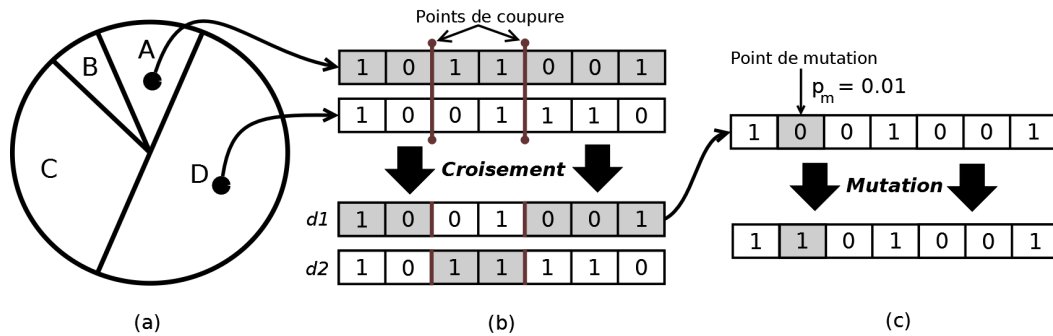 A
B
C
D
(a)
Points de coupure
1 0 1 1 0 0 1
1 0 0 1 1 1 0
Croisement
d1 1 0 0 1 0 0 1
d2 1 0 1 1 1 1 0
(b)
Point de mutation
pm = 0.01
1 0 0 1 0 0 1
Mutation
1 1 0 1 0 0 1
(c)